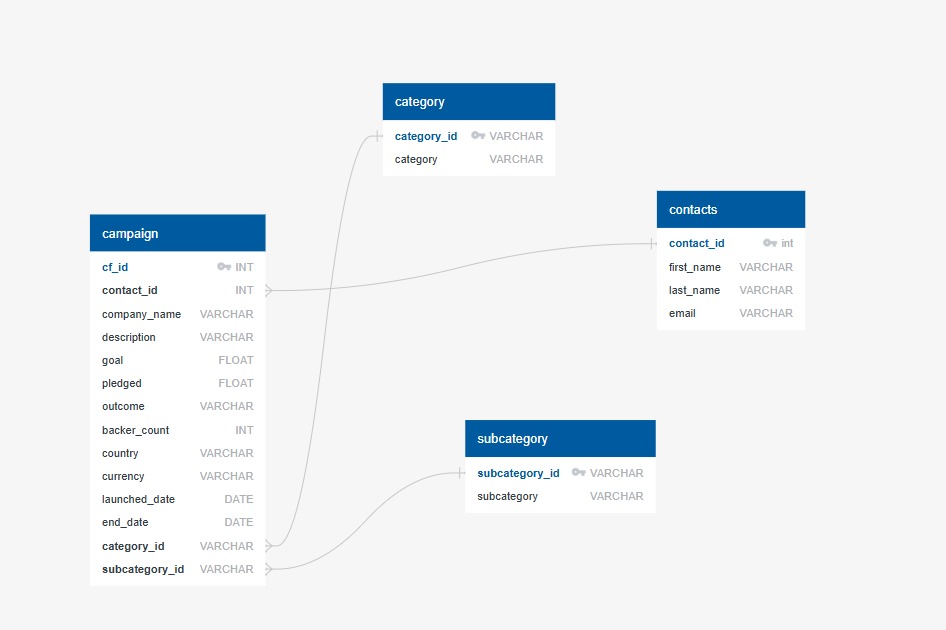 category
category_id VARCHAR
category VARCHAR
contacts
contact_id int
first_name VARCHAR
last_name VARCHAR
email VARCHAR
campaign
cf_id INT
contact_id INT
company_name VARCHAR
description VARCHAR
goal FLOAT
pledged FLOAT
outcome VARCHAR
backer_count INT
country VARCHAR
currency VARCHAR
launched_date DATE
end_date DATE
category_id VARCHAR
subcategory_id VARCHAR
subcategory
subcategory_id VARCHAR
subcategory VARCHAR